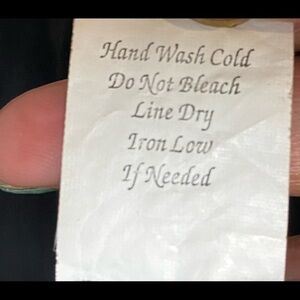 Hand Wash Cold
Do Not Bleach
Line Dry
Iron Low
If Needed